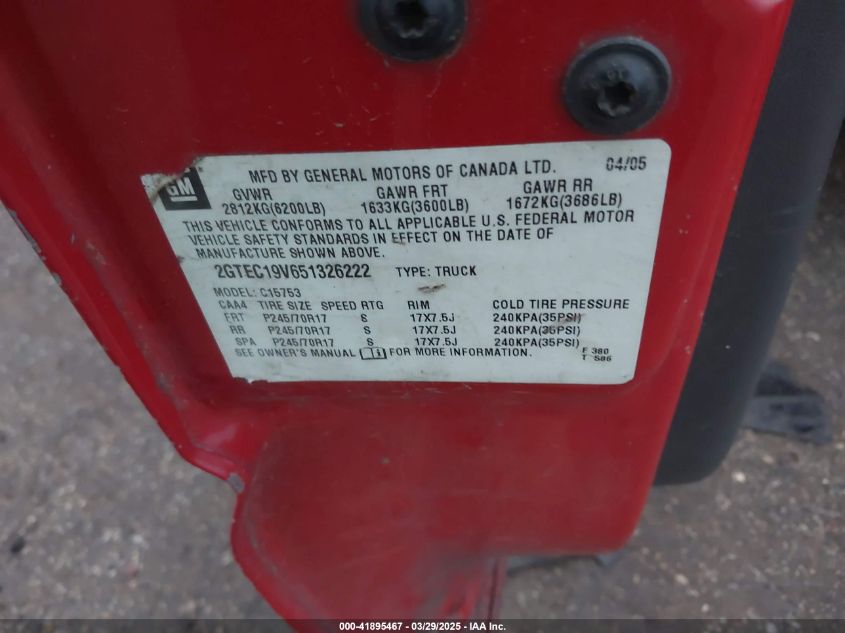 GM
MFD BY GENERAL MOTORS OF CANADA LTD. 04/05
GVWR GAWR FRT GAWR RR
2812KG(6200LB) 1633KG(3600LB) 1672KG(3686LB)
THIS VEHICLE CONFORMS TO ALL APPLICABLE U.S. FEDERAL MOTOR
VEHICLE SAFETY STANDARDS IN EFFECT ON THE DATE OF
MANUFACTURE SHOWN ABOVE.
2GTEC19V651326222 TYPE: TRUCK
MODEL: C15753
CAA4 TIRE SIZE SPEED RTG RIM COLD TIRE PRESSURE
FRT P245/70R17 S 17X7.5J 240KPA(35PSI)
RR P245/70R17 S 17X7.5J 240KPA(35PSI)
SPA P245/70R17 S 17X7.5J 240KPA(35PSI)
SEE OWNER'S MANUAL FOR MORE INFORMATION. F 380
T 586
000-41895467 | 03/29/2025 | IAA Inc.